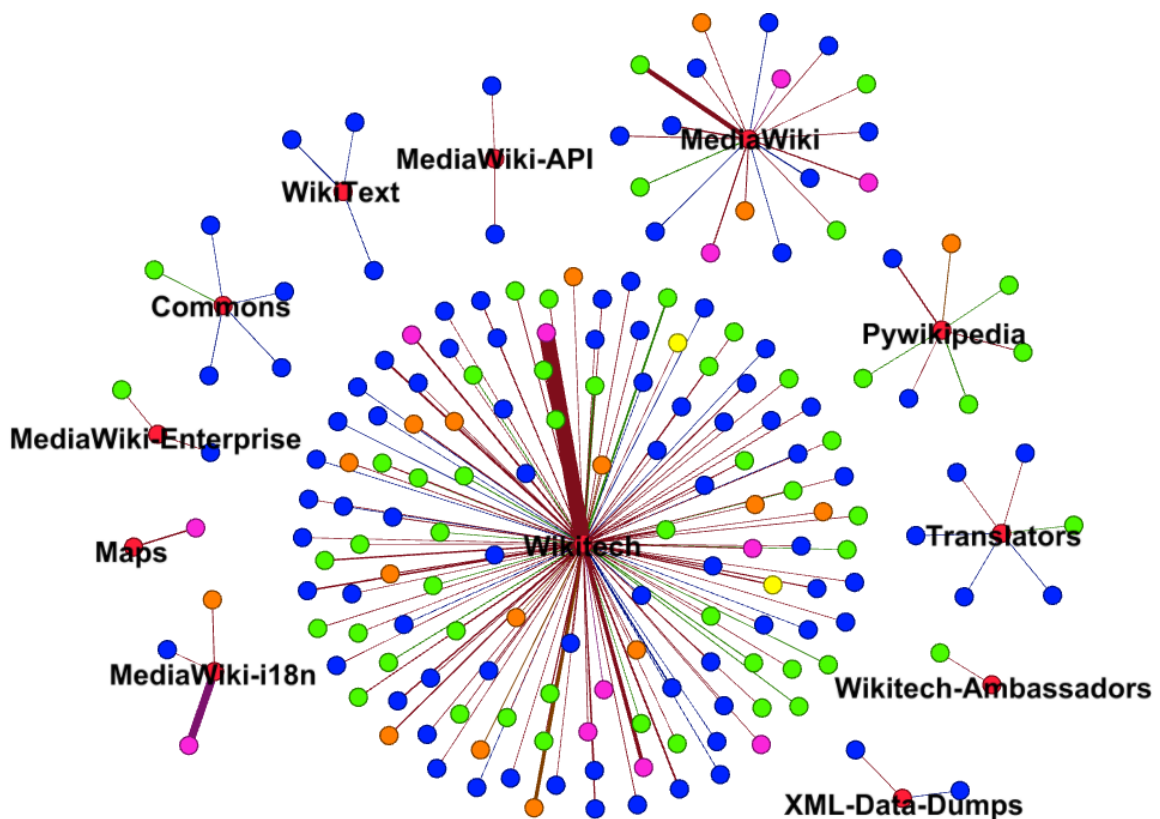 MediaWiki
MediaWiki-API
WikiText
Commons
Pywikipedia
MediaWiki-Enterprise
Translators
Wikitech
Maps
MediaWiki-i18n
Wikitech-Ambassadors
XML-Data-Dumps